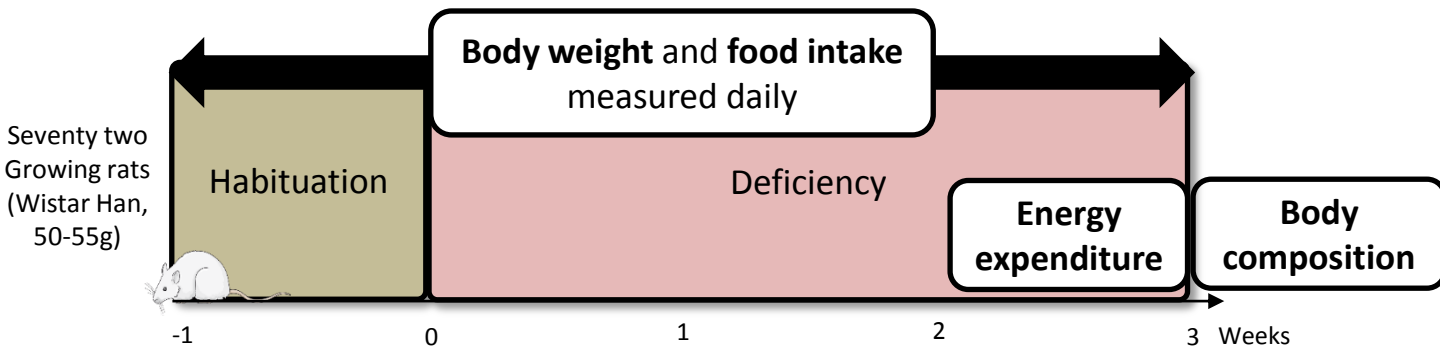 Body weight and food intake
measured daily
Seventy two
Growing rats
(Wistar Han,
50-55g)
Habituation
Deficiency
Energy
expenditure
Body
composition
-1 0 1 2 3 Weeks